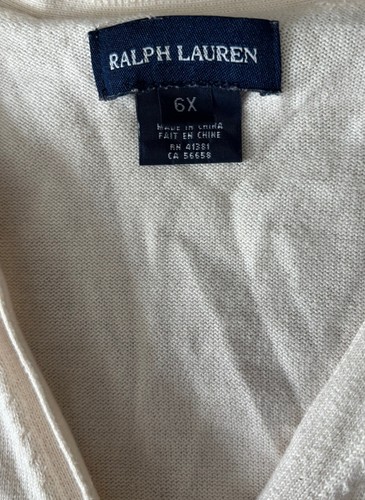 RALPH LAUREN
6X
MADE IN CHINA
FAIT EN CHINE
RN 41381
CA 56658